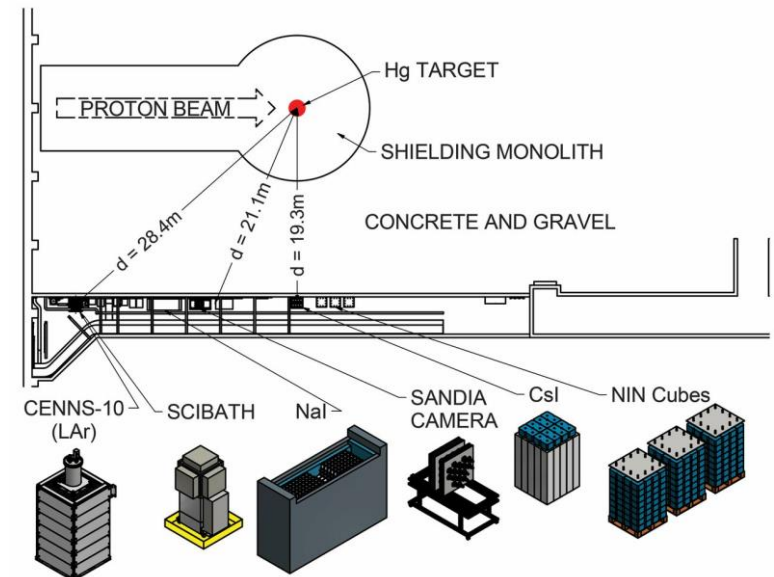 Hg TARGET
PROTON BEAM
SHIELDING MONOLITH
d = 28.4m
d = 21.1m
d = 19.3m
CONCRETE AND GRAVEL
CENNS-10
(LAr)
SCIBATH
NaI
SANDIA
CAMERA
CsI
NIN Cubes